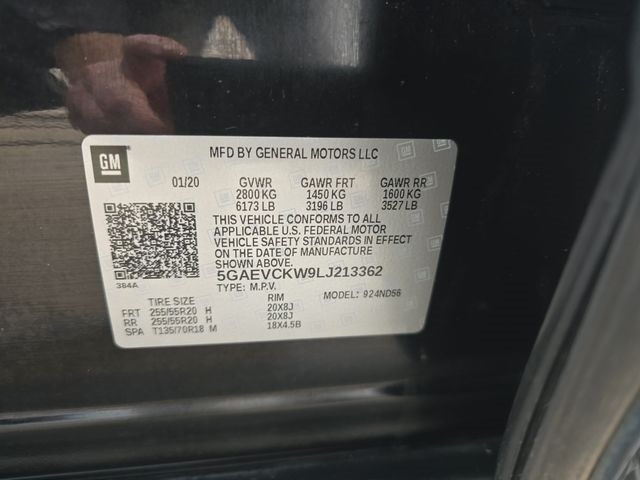 GM
MFD BY GENERAL MOTORS LLC
01/20 GVWR GAWR FRT GAWR RR
2800 KG 1450 KG 1600 KG
6173 LB 3196 LB 3527 LB
THIS VEHICLE CONFORMS TO ALL
APPLICABLE U.S. FEDERAL MOTOR
VEHICLE SAFETY STANDARDS IN EFFECT
ON THE DATE OF MANUFACTURE
SHOWN ABOVE.
384A 5GAEVCKW9LJ213362
TYPE: M.P.V. MODEL: 924ND56
TIRE SIZE RIM
FRT 255/55R20 H 20X8J
RR 255/55R20 H 20X8J
SPA T135/70R18 M 18X4.5B